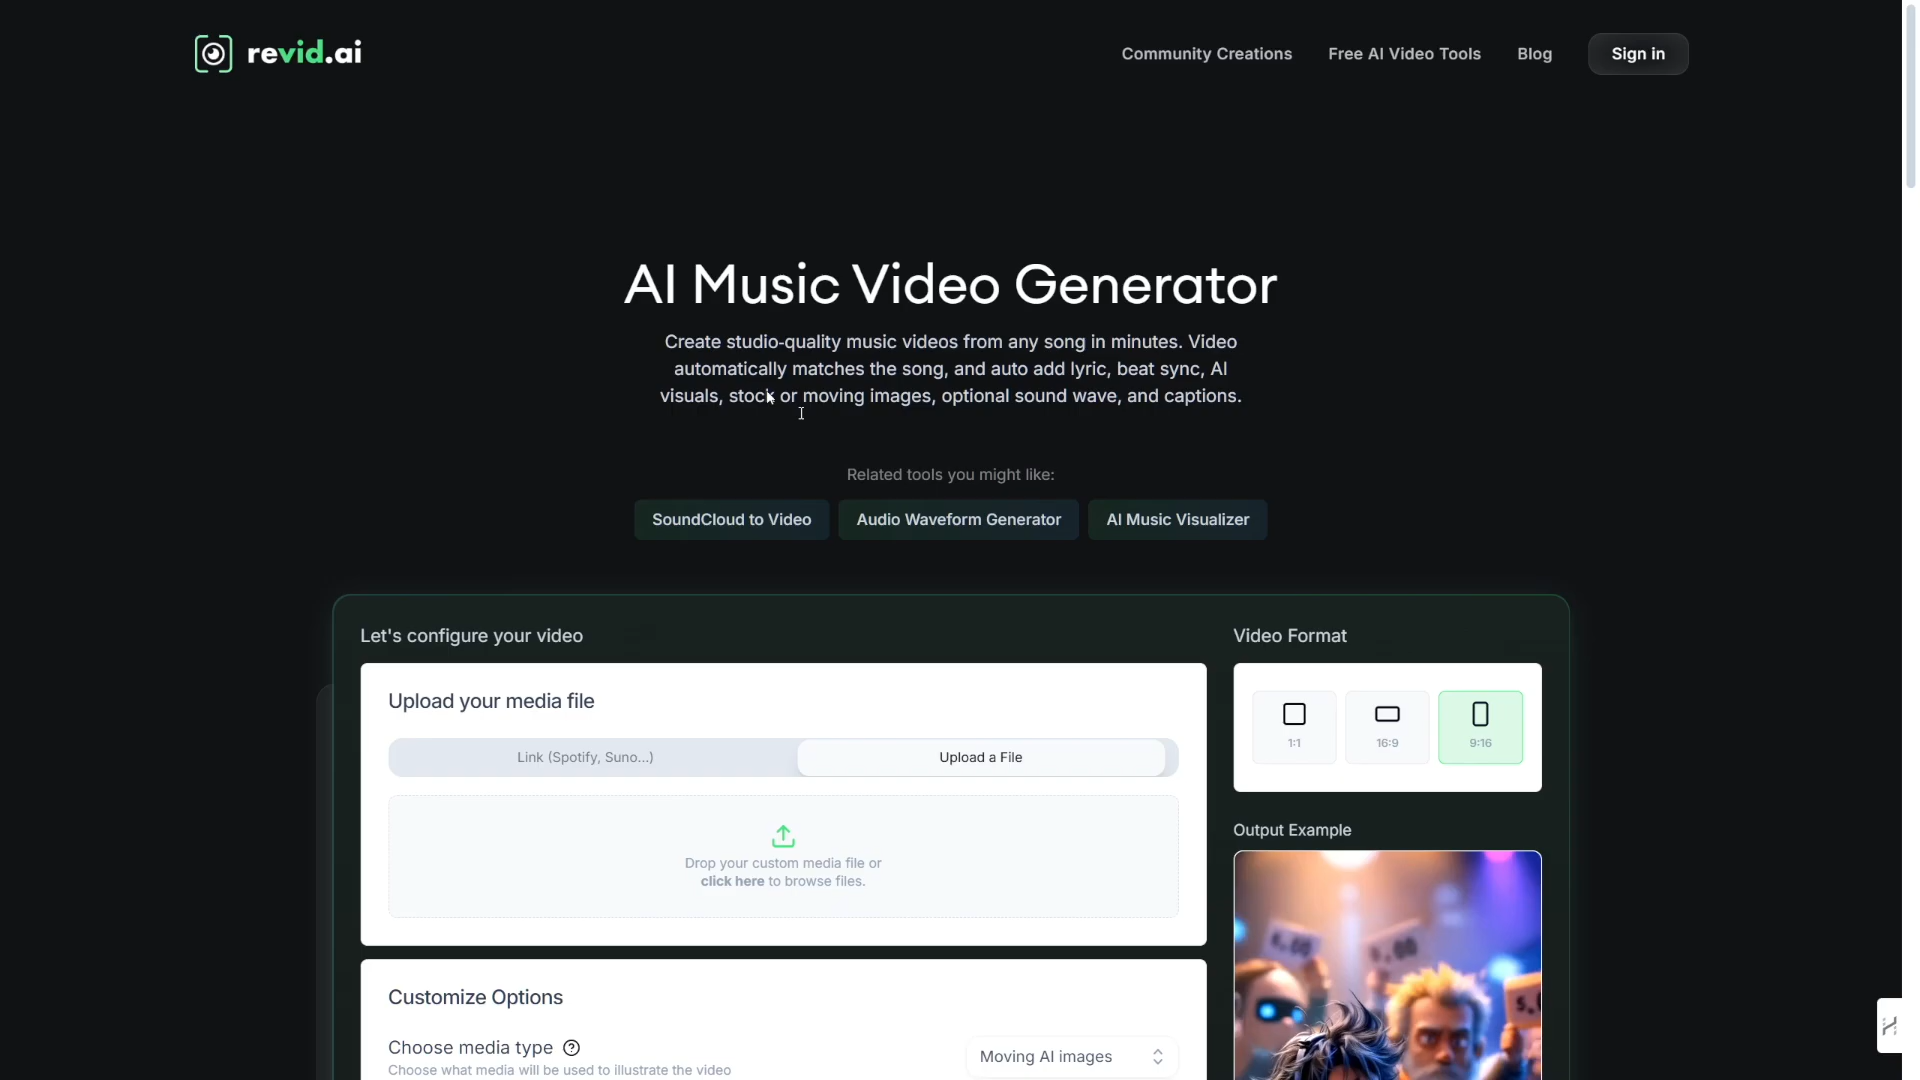 revid.ai
Community Creations
Free AI Video Tools
Blog
Sign in
AI Music Video Generator
Create studio-quality music videos from any song in minutes. Video
automatically matches the song, and auto add lyric, beat sync, AI
visuals, stock or moving images, optional sound wave, and captions.
Related tools you might like:
SoundCloud to Video
Audio Waveform Generator
AI Music Visualizer
Let's configure your video
Upload your media file
Link (Spotify, Suno...)
Upload a File
Drop your custom media file or
click here to browse files.
Customize Options
Choose media type ?
Choose what media will be used to illustrate the video
Moving AI images
Video Format
1:1
16:9
9:16
Output Example